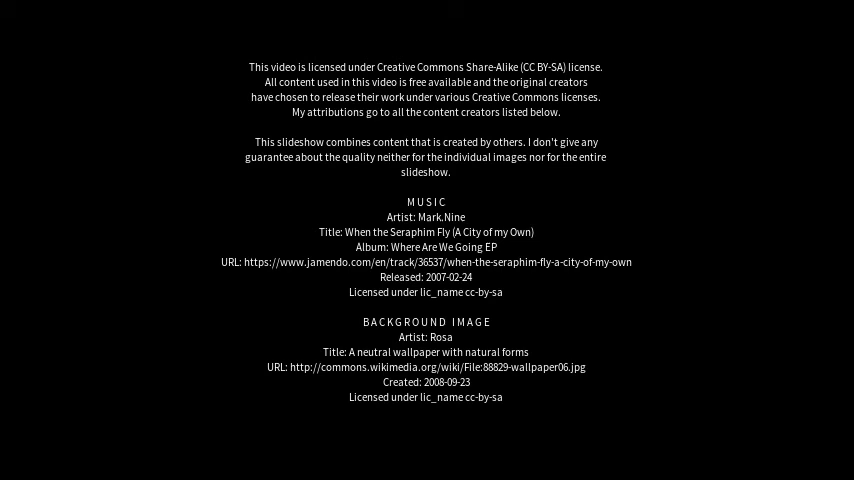 This video is licensed under Creative Commons Share-Alike (CC BY-SA) license.
All content used in this video is free available and the original creators
have chosen to release their work under various Creative Commons licenses.
My attributions go to all the content creators listed below.
This slideshow combines content that is created by others. I don't give any
guarantee about the quality neither for the individual images nor for the entire
slideshow.
MUSIC
Artist: Mark.Nine
Title: When the Seraphim Fly (A City of my Own)
Album: Where Are We Going EP
URL: https://www.jamendo.com/en/track/36537/when-the-seraphim-fly-a-city-of-my-own
Released: 2007-02-24
Licensed under lic_name cc-by-sa
BACKGROUND IMAGE
Artist: Rosa
Title: A neutral wallpaper with natural forms
URL: http://commons.wikimedia.org/wiki/File:88829-wallpaper06.jpg
Created: 2008-09-23
Licensed under lic_name cc-by-sa